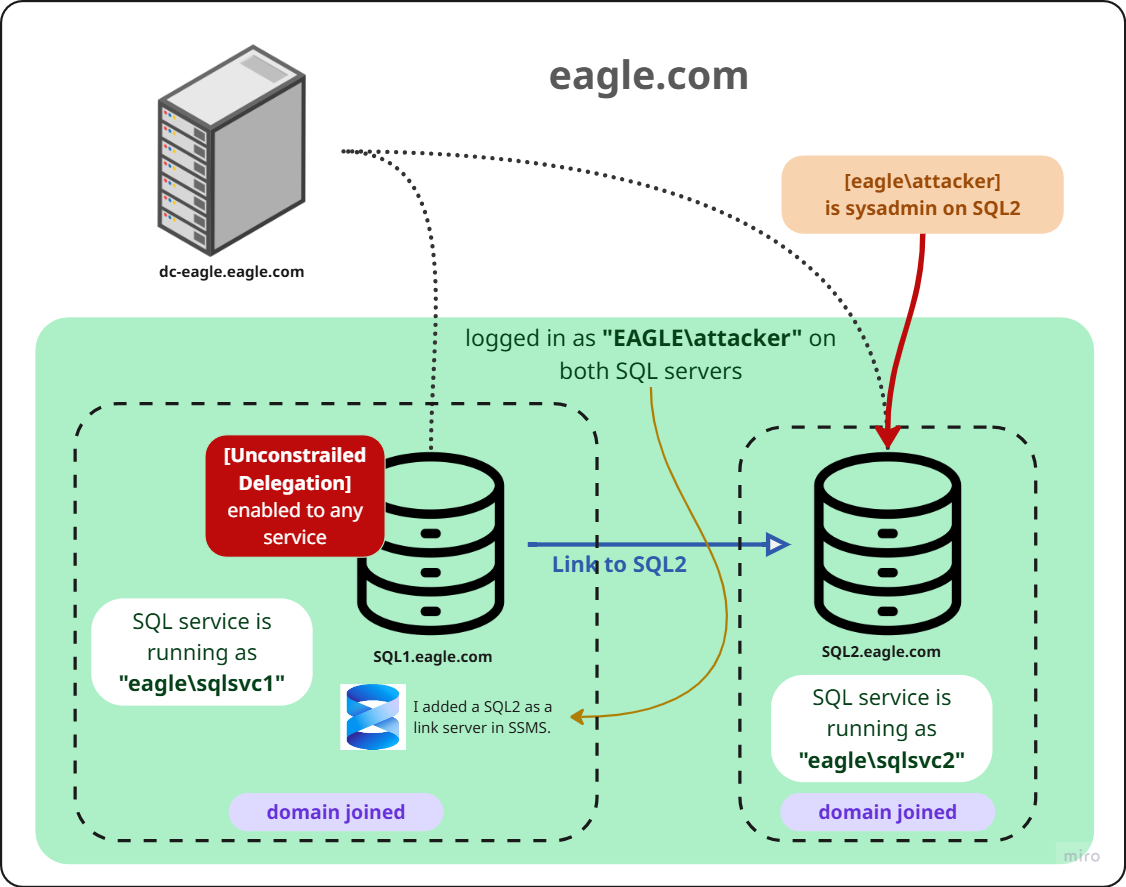 eagle.com
dc-eagle.eagle.com
[eagle\attacker]
is sysadmin on SQL2
logged in as "EAGLE\attacker" on
both SQL servers
[Unconstrailed
Delegation]
enabled to any
service
Link to SQL2
SQL service is
running as
"eagle\sqlsvc1"
SQL1.eagle.com
I added a SQL2 as a
link server in SSMS.
domain joined
SQL2.eagle.com
SQL service is
running as
"eagle\sqlsvc2"
domain joined
miro